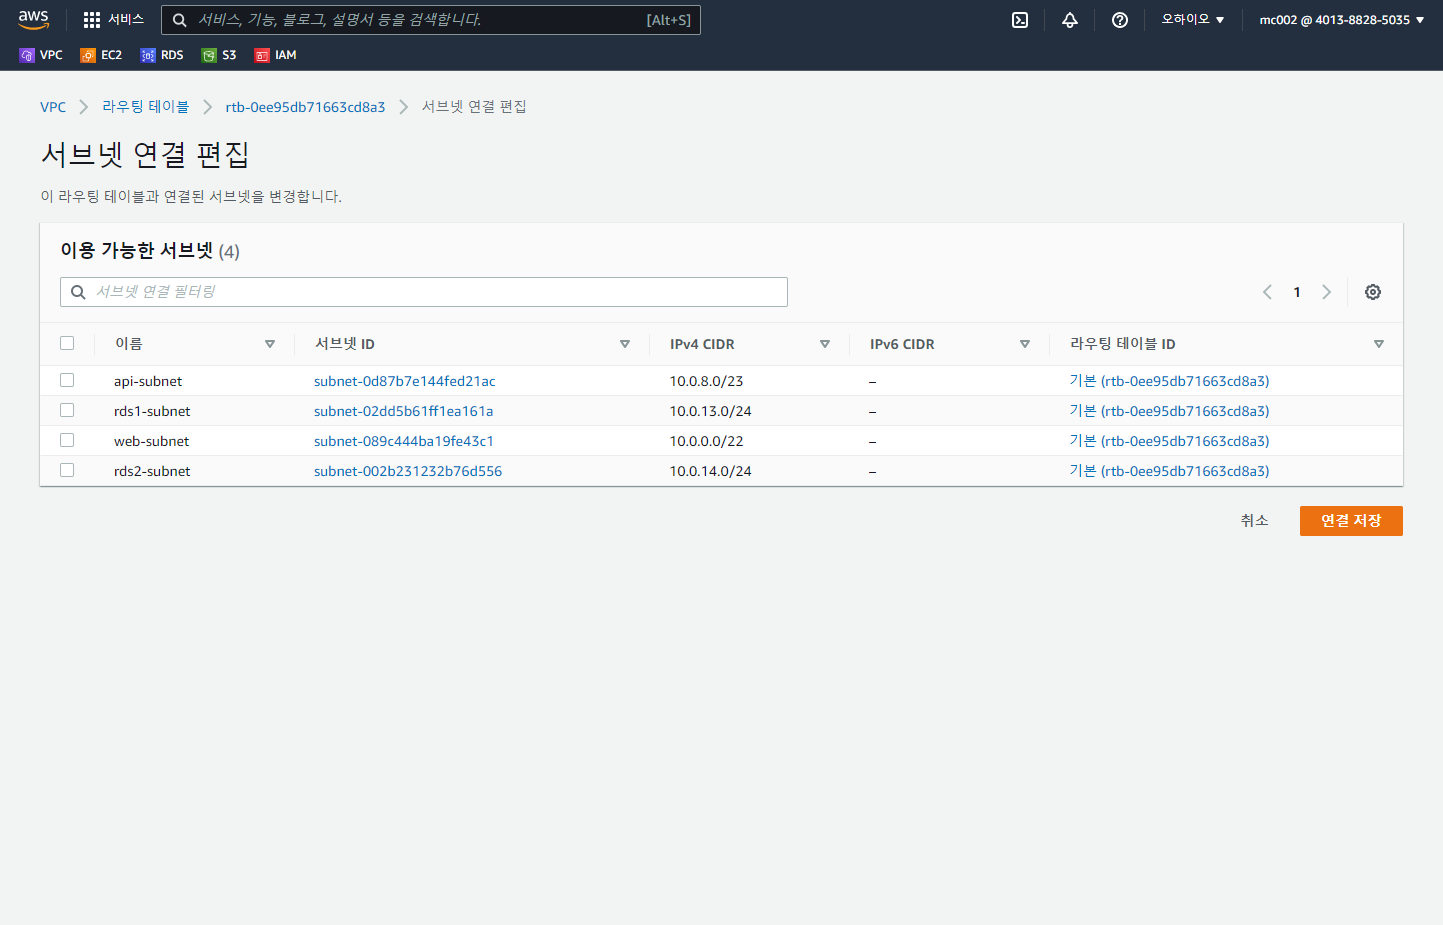 aws 서비스 서비스, 기능, 블로그, 설명서 등을 검색합니다. [Alt+S] 오하이오 ▼ mc002 @ 4013-8828-5035 ▼
VPC EC2 RDS S3 IAM
VPC > 라우팅 테이블 > rtb-0ee95db71663cd8a3 > 서브넷 연결 편집
서브넷 연결 편집
이 라우팅 테이블과 연결된 서브넷을 변경합니다.
이용 가능한 서브넷 (4)
서브넷 연결 필터링 < 1 >
이름 서브넷 ID IPv4 CIDR IPv6 CIDR 라우팅 테이블 ID
api-subnet subnet-0d87b7e144fed21ac 10.0.8.0/23 – 기본 (rtb-0ee95db71663cd8a3)
rds1-subnet subnet-02dd5b61ff1ea161a 10.0.13.0/24 – 기본 (rtb-0ee95db71663cd8a3)
web-subnet subnet-089c444ba19fe43c1 10.0.0.0/22 – 기본 (rtb-0ee95db71663cd8a3)
rds2-subnet subnet-002b231232b76d556 10.0.14.0/24 – 기본 (rtb-0ee95db71663cd8a3)
취소 연결 저장